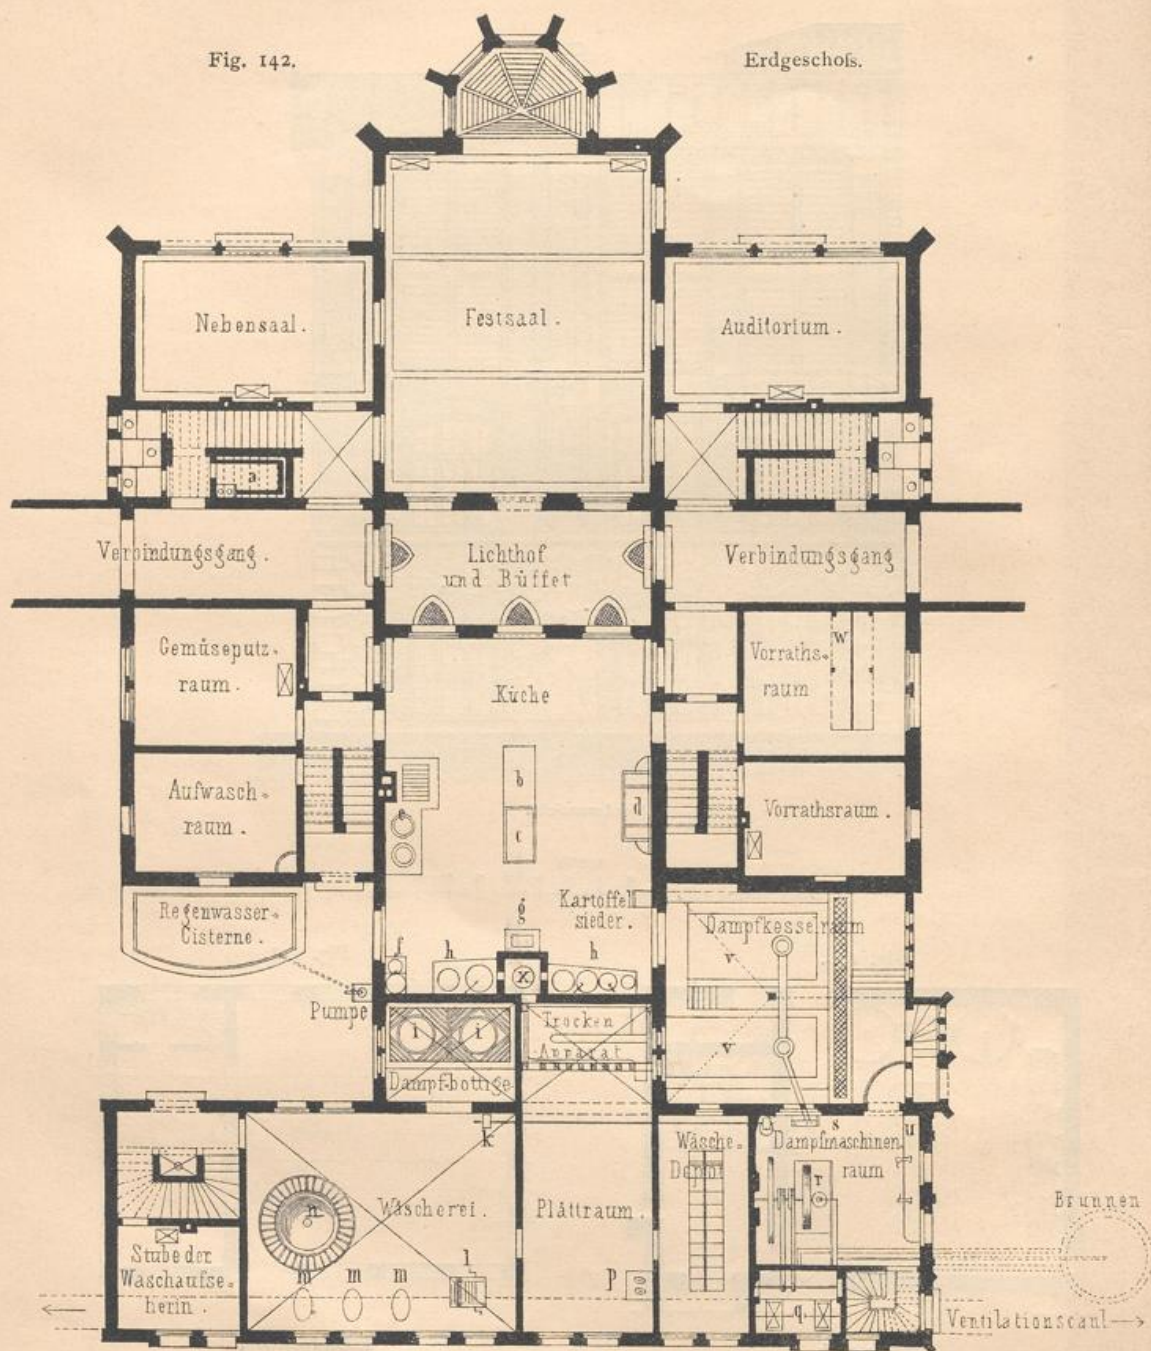 Fig. 142.
Erdgeschoſs.
Nebensaal.
Festsaal.
Auditorium.
a
Verbindungsgang.
Lichthof
und Büffet
Verbindungsgang
Gemüseputz-
raum.
Küche
Vorraths-
raum
w
Aufwasch-
raum.
b
c
d
e
Vorrathsraum.
Regenwasser-
Cisterne.
Kartoffel
sieder.
g
f
h
h
x
Dampfkesselraum
v
v
Pumpe
i
i
Dampfbottige
Trocken
Apparat
k
Wäscherei.
n
m
m
m
l
Plättraum.
p
Wäsche-
Depot
s
u
Dampfmaschinen
raum
r
q
Stube der
Waschaufse-
herin.
Brunnen
Ventilationscanl